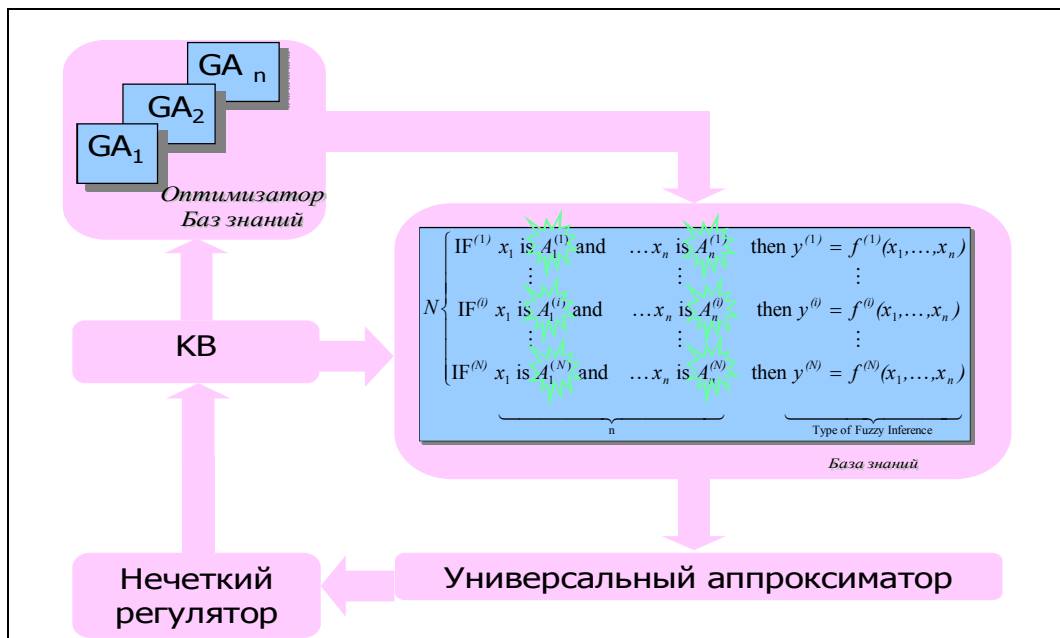 GA n
GA₂
GA₁
Оптимизатор
Баз знаний
IF⁽¹⁾ x₁ is A₁⁽¹⁾ and …xₙ is Aₙ⁽¹⁾ then y⁽¹⁾ = f⁽¹⁾(x₁,…,xₙ)
⋮ ⋮ ⋮
N { IF⁽ⁱ⁾ x₁ is A₁⁽ⁱ⁾ and …xₙ is Aₙ⁽ⁱ⁾ then y⁽ⁱ⁾ = f⁽ⁱ⁾(x₁,…,xₙ)
⋮ ⋮ ⋮
IF⁽ᴺ⁾ x₁ is A₁⁽ᴺ⁾ and …xₙ is Aₙ⁽ᴺ⁾ then y⁽ᴺ⁾ = f⁽ᴺ⁾(x₁,…,xₙ)
n Type of Fuzzy Inference
База знаний
KB
Универсальный аппроксиматор
Нечеткий
регулятор